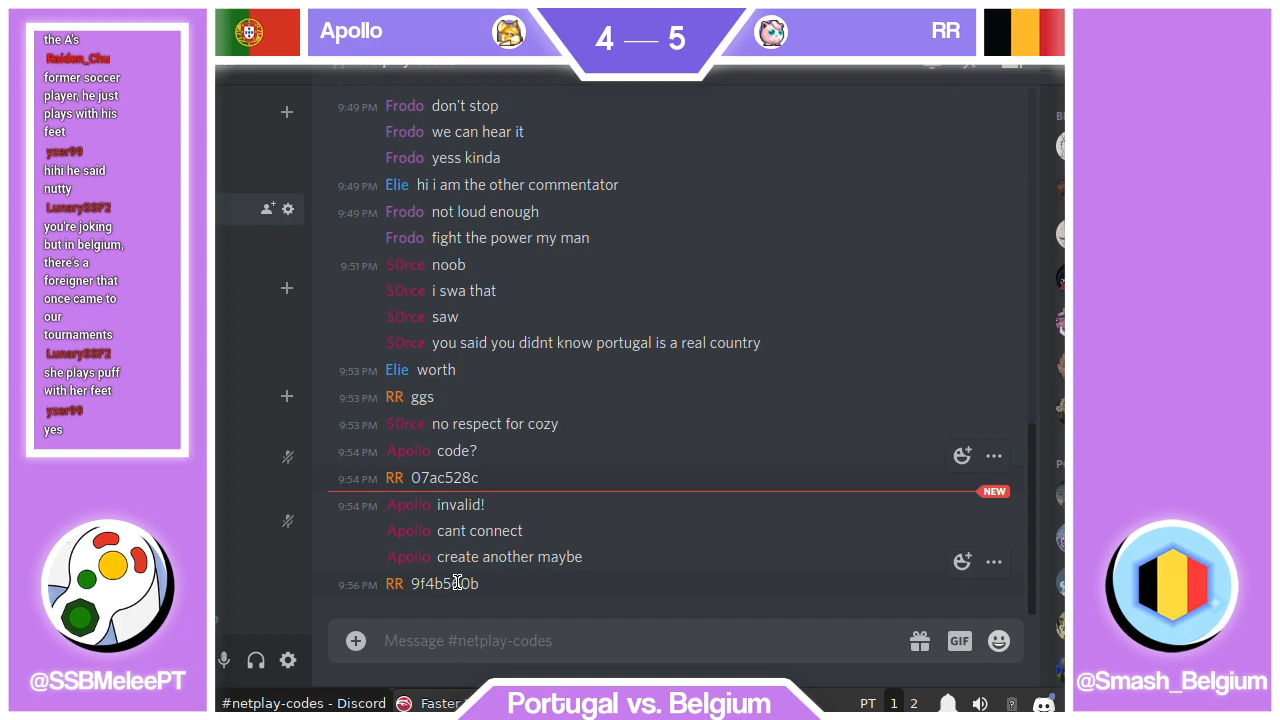 the A's
Raiden_Chu
former soccer
player, he just
plays with his
feet
yzer99
hihi he said
nutty
LunarySSF2
you're joking
but in belgium,
there's a
foreigner that
once came to
our
tournaments
LunarySSF2
she plays puff
with her feet
yzer99
yes
@SSBMeleePT
Apollo
4 — 5
RR
9:49 PM Frodo don't stop
Frodo we can hear it
Frodo yess kinda
9:49 PM Elie hi i am the other commentator
9:49 PM Frodo not loud enough
Frodo fight the power my man
9:51 PM S0rce noob
S0rce i swa that
S0rce saw
S0rce you said you didnt know portugal is a real country
9:53 PM Elie worth
9:53 PM RR ggs
9:53 PM S0rce no respect for cozy
9:54 PM Apollo code?
9:54 PM RR 07ac528c
NEW
9:54 PM Apollo invalid!
Apollo cant connect
Apollo create another maybe
9:56 PM RR
Message #netplay-codes
GIF
#netplay-codes - Discord
Faster
PT 1 2
Portugal vs. Belgium
@Smash_Belgium